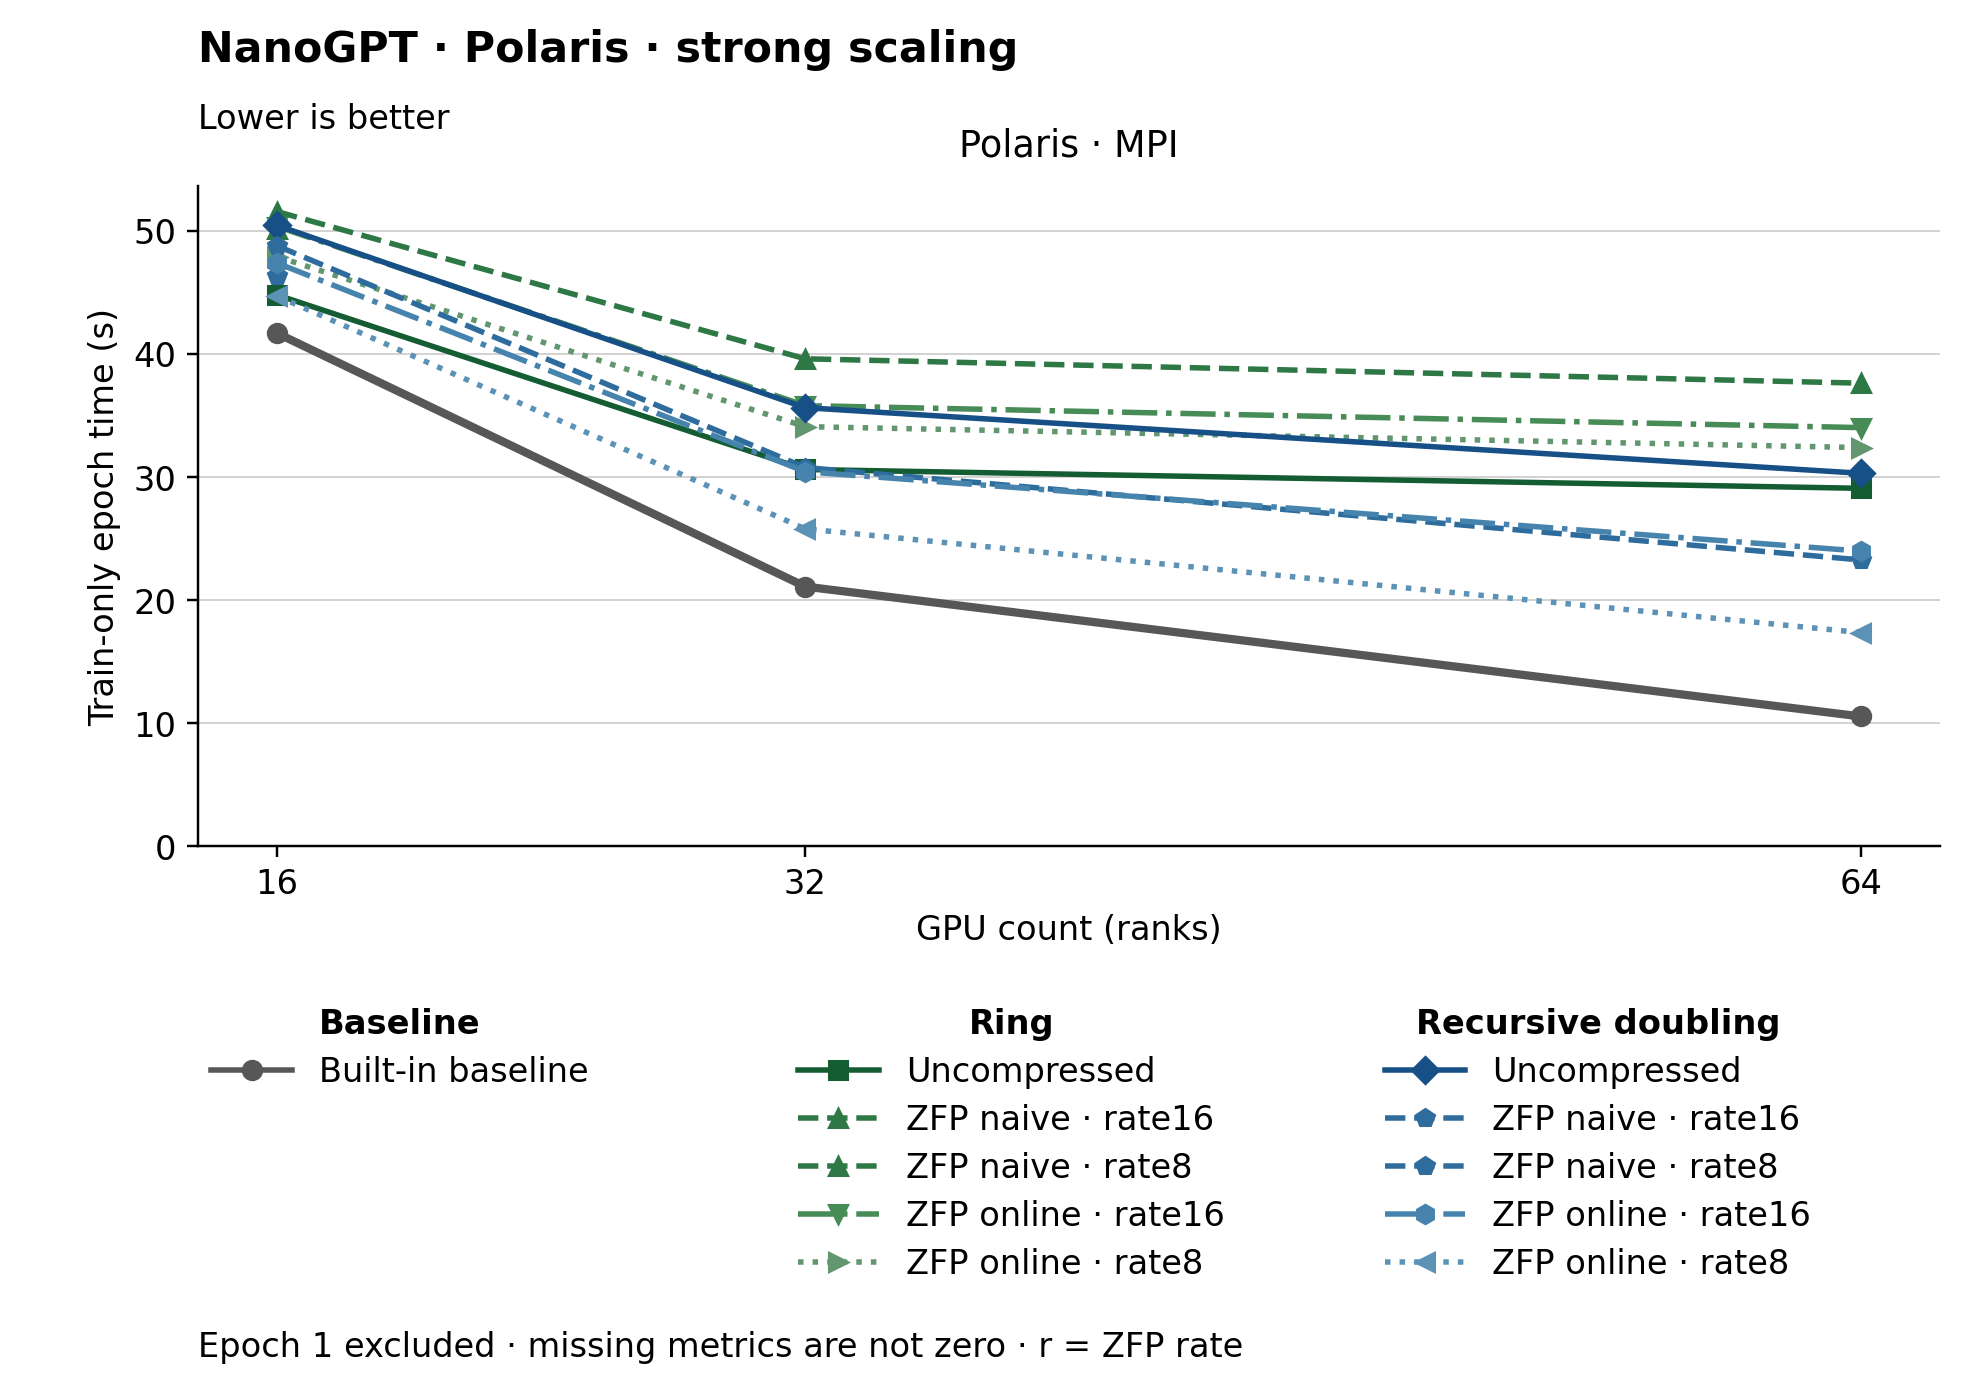 NanoGPT · Polaris · strong scaling
Lower is better
Polaris · MPI
Train-only epoch time (s)
50
40
30
20
10
0
16
32
64
GPU count (ranks)
Baseline
Built-in baseline
Ring
Uncompressed
ZFP naive · rate16
ZFP naive · rate8
ZFP online · rate16
ZFP online · rate8
Recursive doubling
Uncompressed
ZFP naive · rate16
ZFP naive · rate8
ZFP online · rate16
ZFP online · rate8
Epoch 1 excluded · missing metrics are not zero · r = ZFP rate